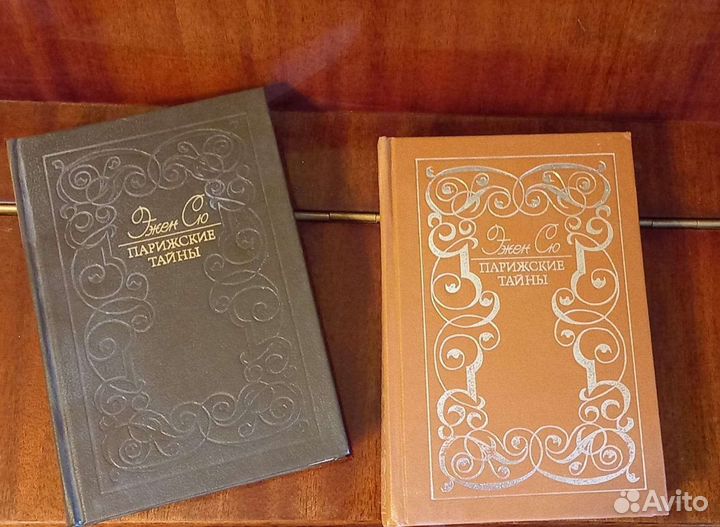 Эжен Сю
ПАРИЖСКИЕ
ТАЙНЫ
Эжен Сю
ПАРИЖСКИЕ
ТАЙНЫ
Avito